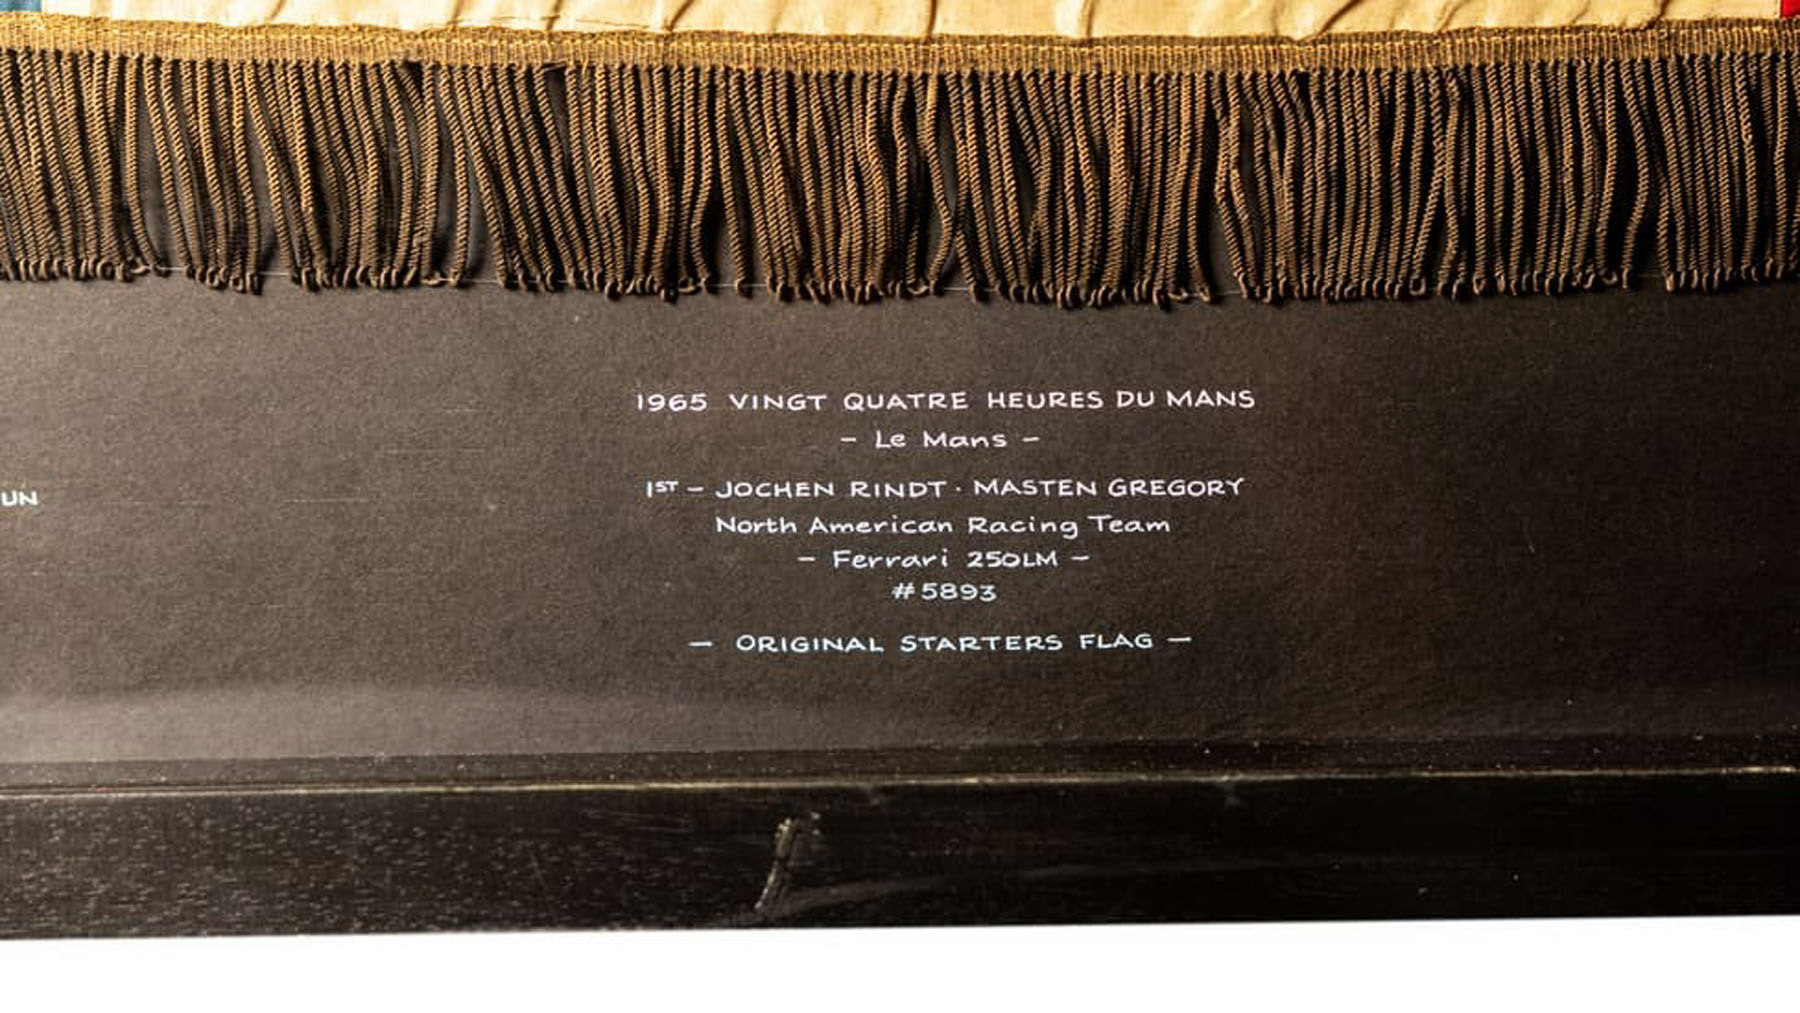 1965 VINGT QUATRE HEURES DU MANS
– Le Mans –
1ST – JOCHEN RINDT · MASTEN GREGORY
North American Racing Team
– Ferrari 250LM –
#5893
– ORIGINAL STARTERS FLAG –
UN